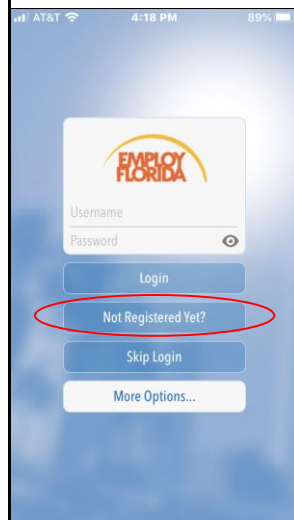 AT&T 4:18 PM 89%
EMPLOY
FLORIDA
Username
Password
Login
Not Registered Yet?
Skip Login
More Options...